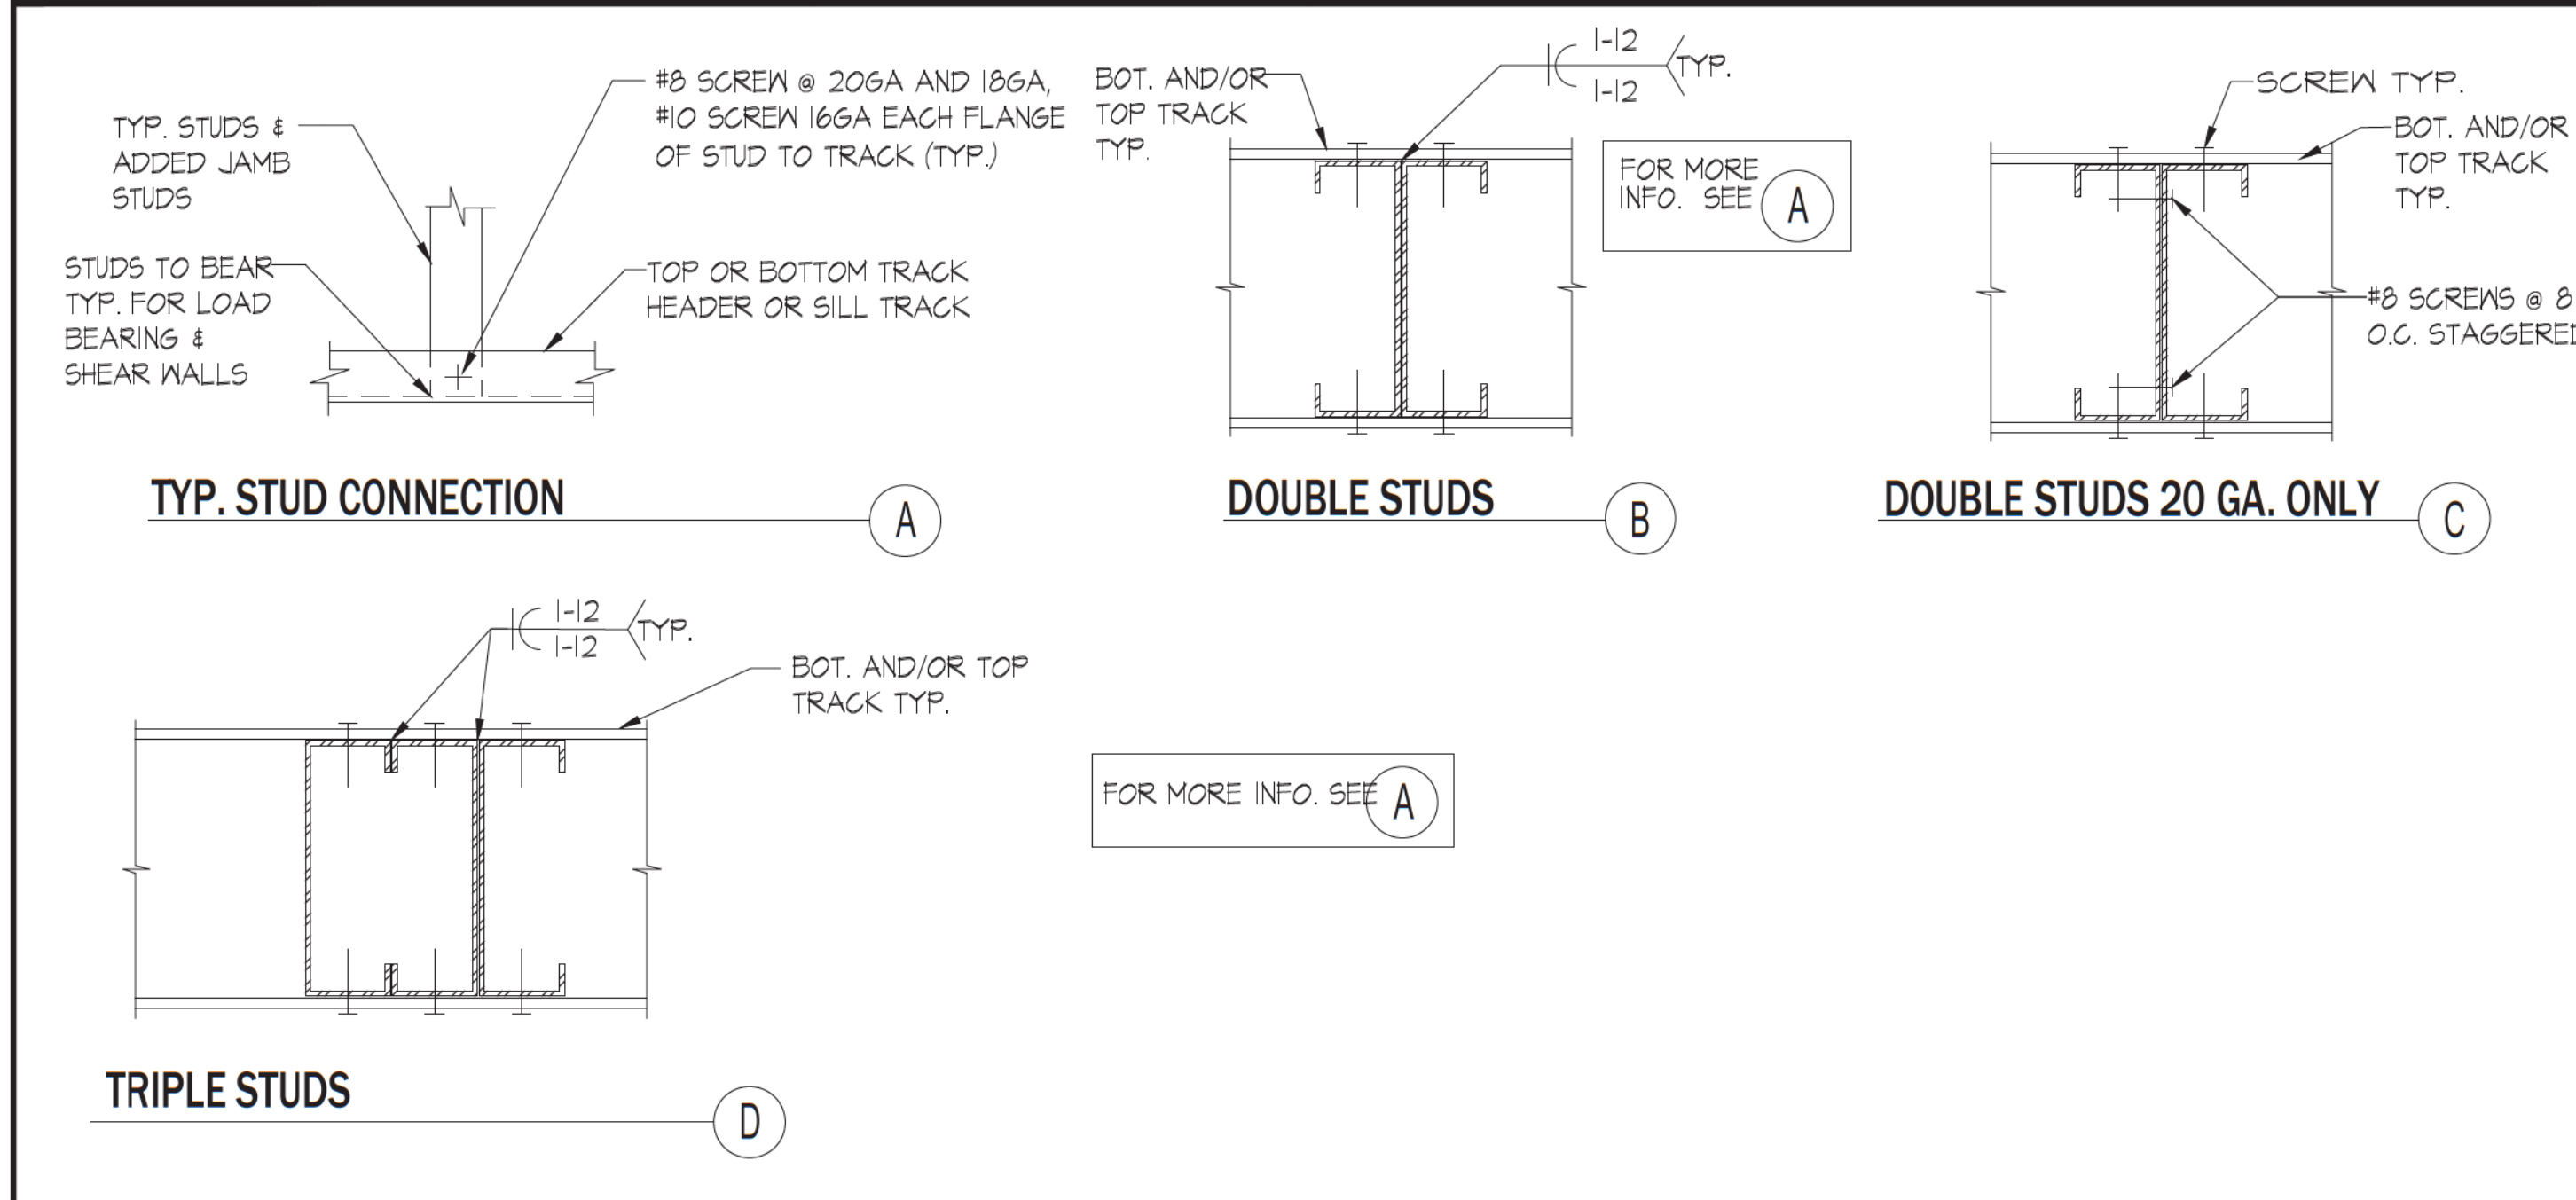 TYP. STUDS &
ADDED JAMB
STUDS
#8 SCREW @ 20GA AND 18GA,
#10 SCREW 16GA EACH FLANGE
OF STUD TO TRACK (TYP.)
STUDS TO BEAR
TYP. FOR LOAD
BEARING &
SHEAR WALLS
TOP OR BOTTOM TRACK
HEADER OR SILL TRACK
TYP. STUD CONNECTION
A
BOT. AND/OR
TOP TRACK
TYP.
1-12
1-12
TYP.
FOR MORE
INFO. SEE A
DOUBLE STUDS
B
SCREW TYP.
BOT. AND/OR
TOP TRACK
TYP.
#8 SCREWS @ 8
O.C. STAGGERED
DOUBLE STUDS 20 GA. ONLY
C
1-12
1-12
TYP.
BOT. AND/OR TOP
TRACK TYP.
FOR MORE INFO. SEE A
TRIPLE STUDS
D